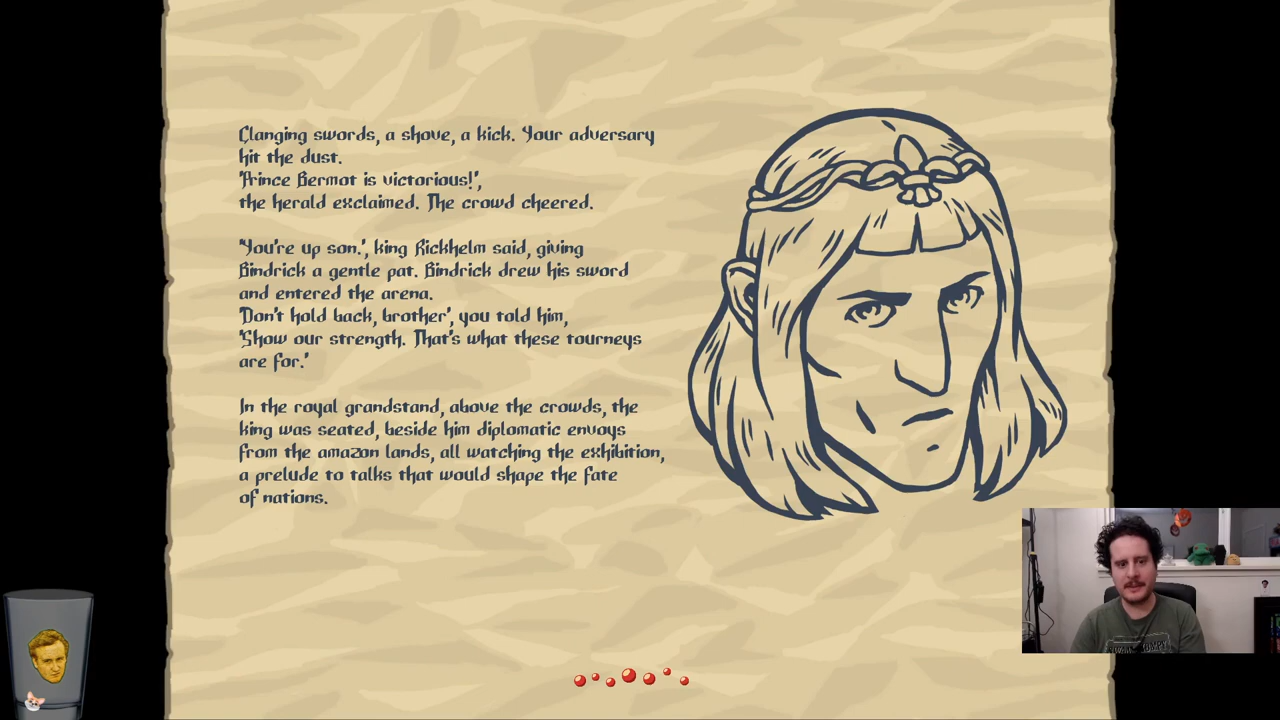 Clanging swords, a shove, a kick. Your adversary
hit the dust.
'Prince Bermot is victorious!',
the herald exclaimed. The crowd cheered.
'You're up son.', king Rickhelm said, giving
Bindrick a gentle pat. Bindrick drew his sword
and entered the arena.
'Don't hold back, brother', you told him,
'Show our strength. That's what these tourneys
are for.'
In the royal grandstand, above the crowds, the
king was seated, beside him diplomatic envoys
from the amazon lands, all watching the exhibition,
a prelude to talks that would shape the fate
of nations.